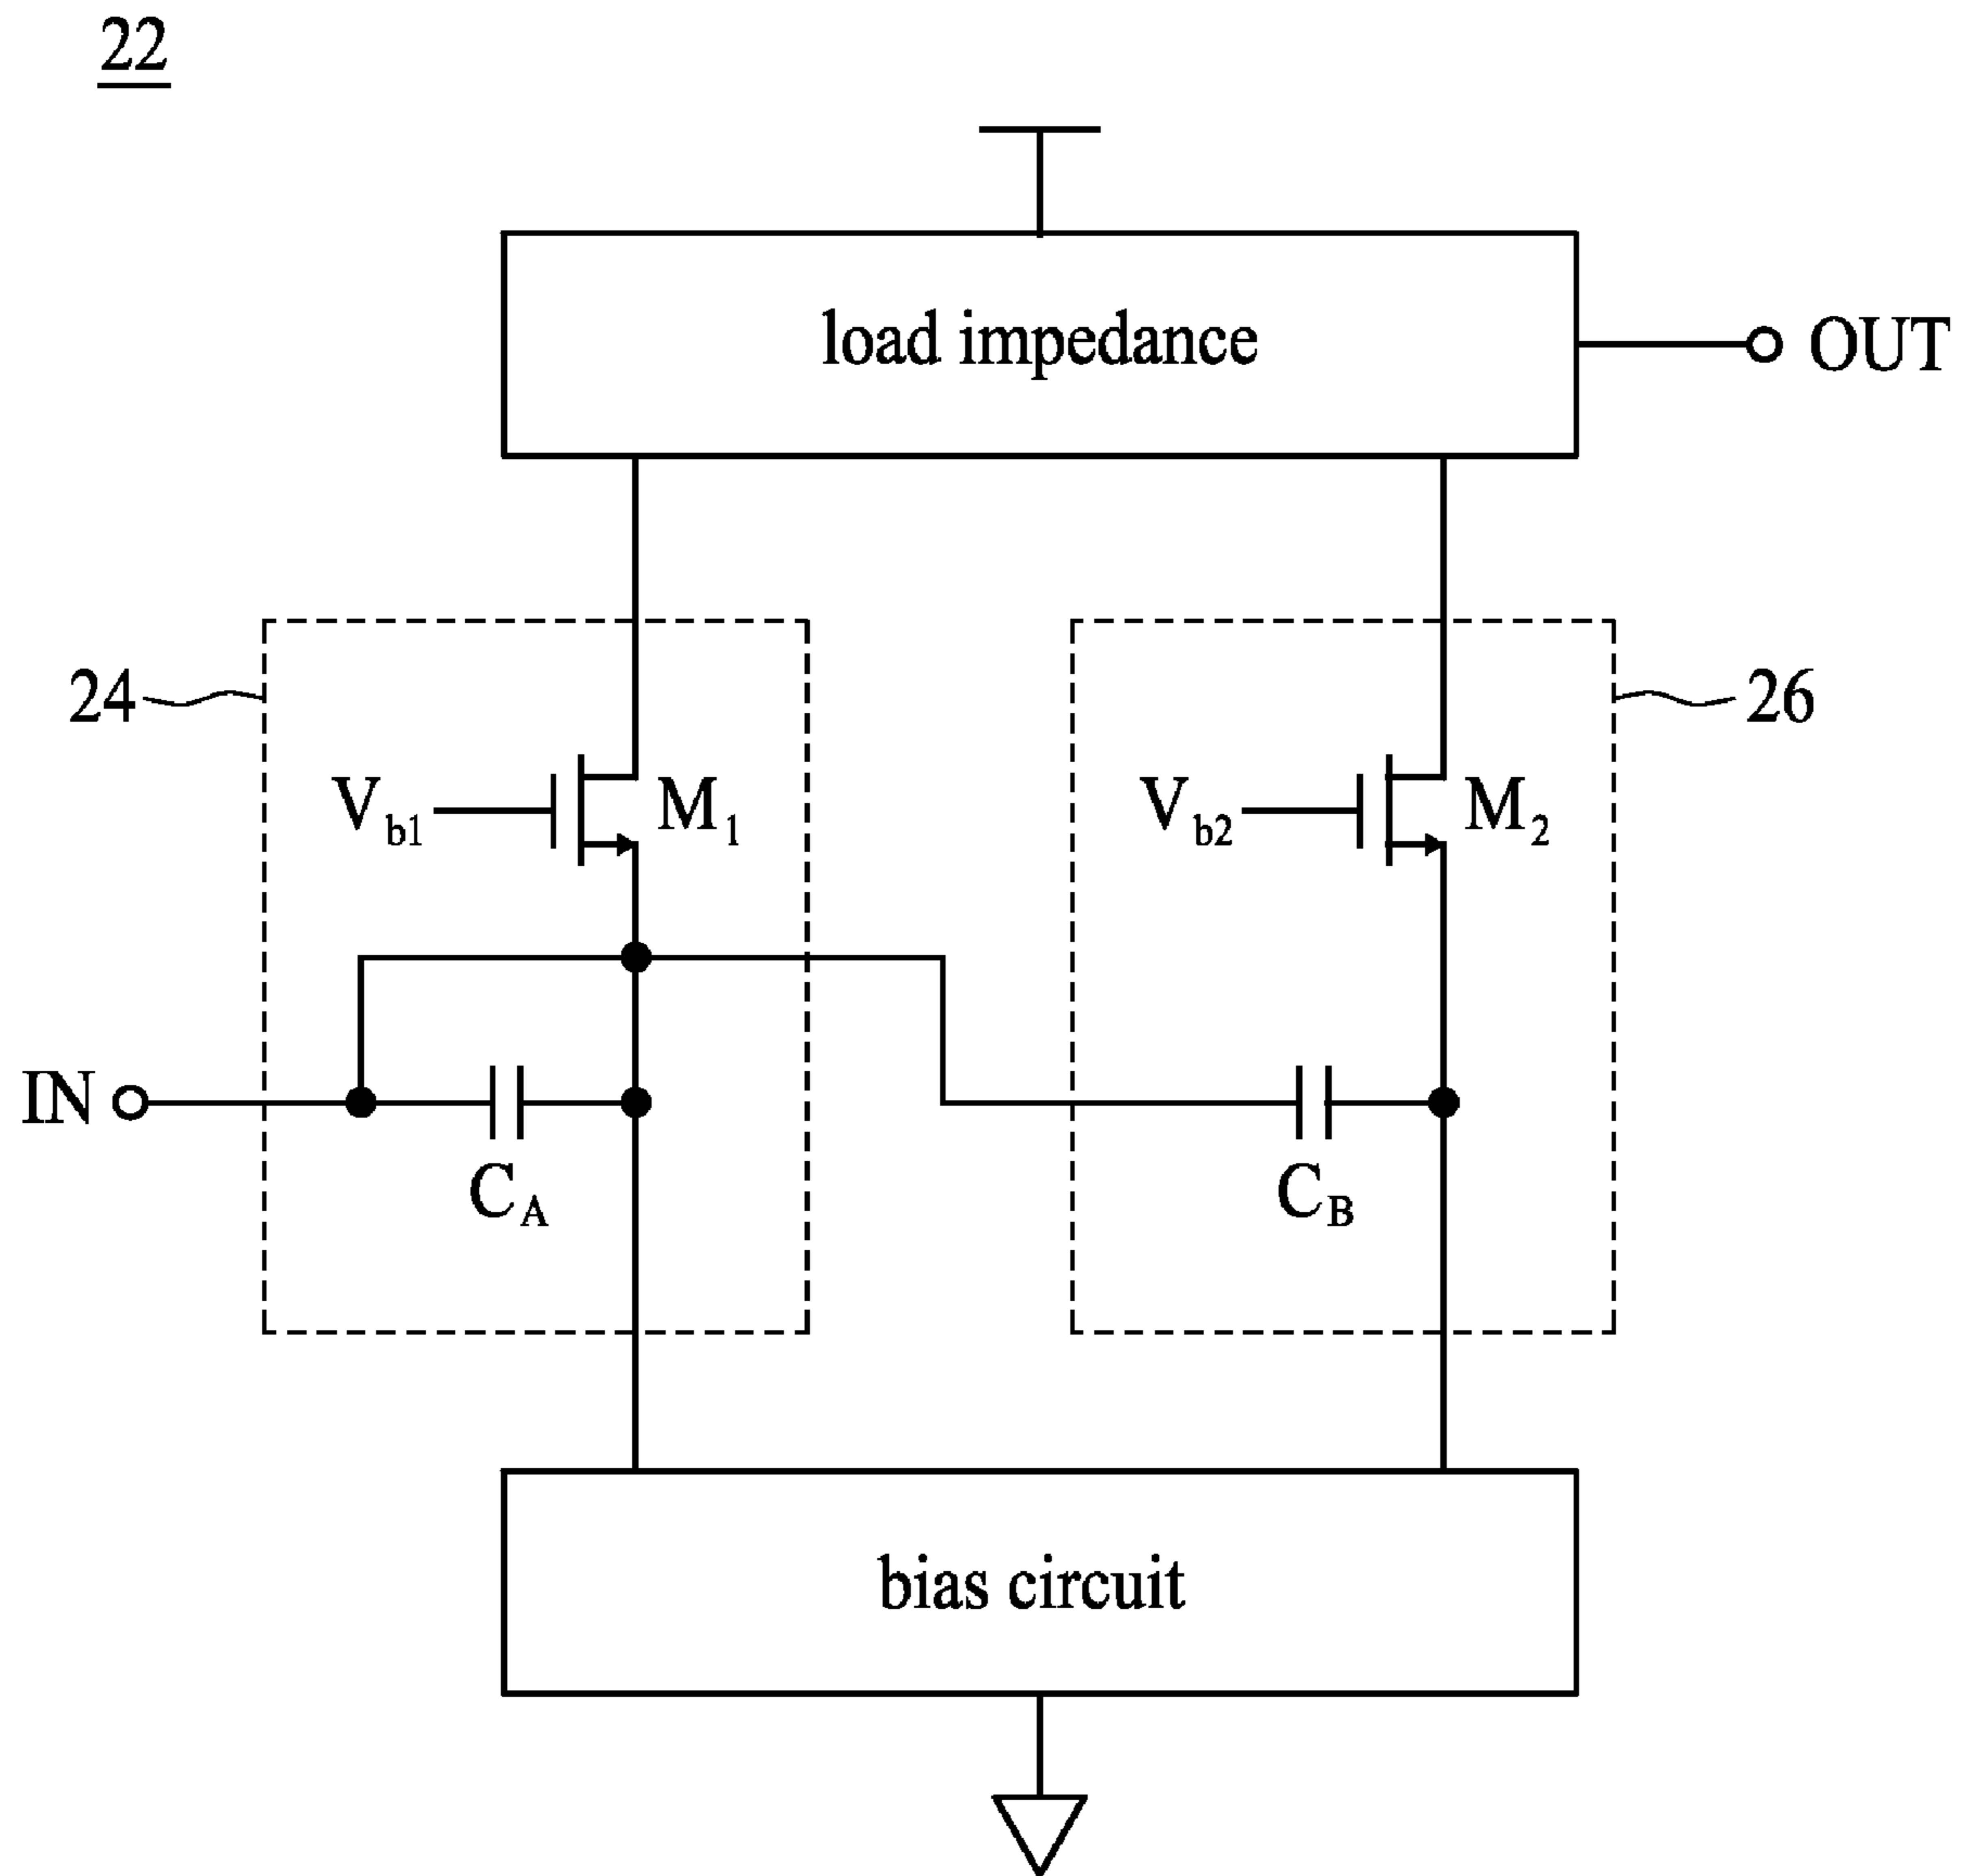 22
load impedance
OUT
24
26
Vb1
M1
Vb2
M2
IN
CA
CB
bias circuit